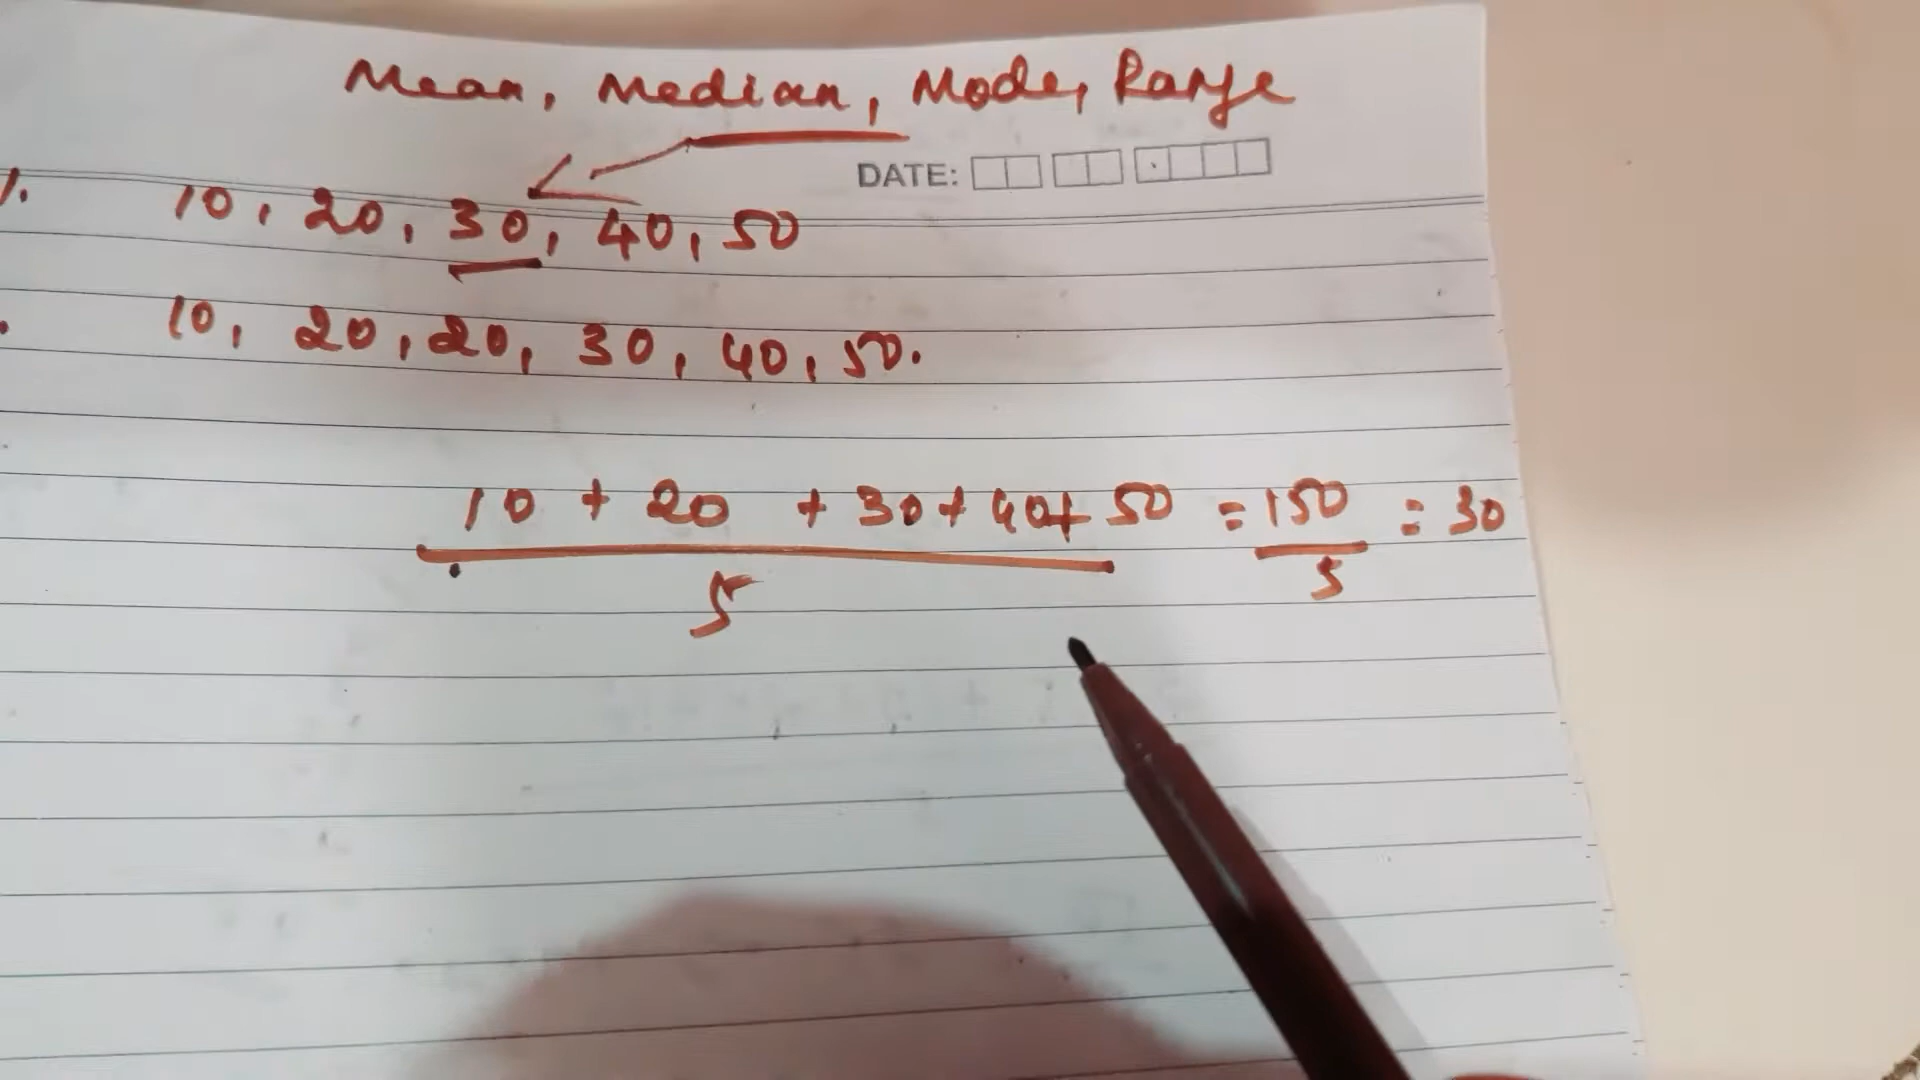 Mean, Median, Mode, Range
DATE:
1. 10, 20, 30, 40, 50
10, 20, 20, 30, 40, 50.
10 + 20 + 30 + 40 + 50 = 150 = 30
5 5